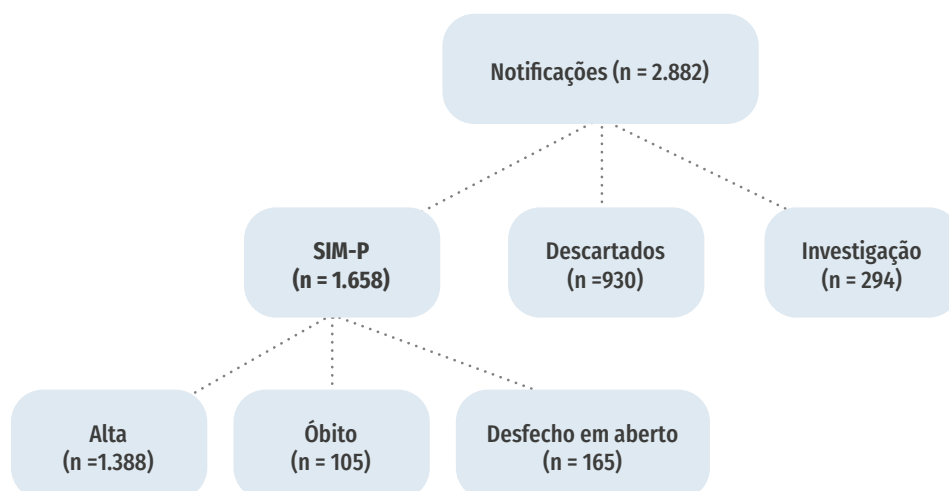 Notificações (n = 2.882)
SIM-P
(n = 1.658)
Descartados
(n =930)
Investigação
(n = 294)
Alta
(n =1.388)
Óbito
(n = 105)
Desfecho em aberto
(n = 165)